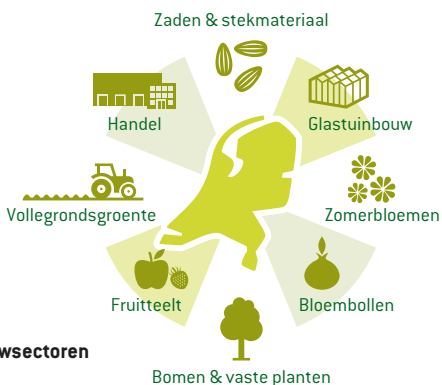 Zaden & stekmateriaal
Handel
Glastuinbouw
Vollegrondsgroente
Zomerbloemen
Fruitteelt
Bloembollen
wsectoren
Bomen & vaste planten